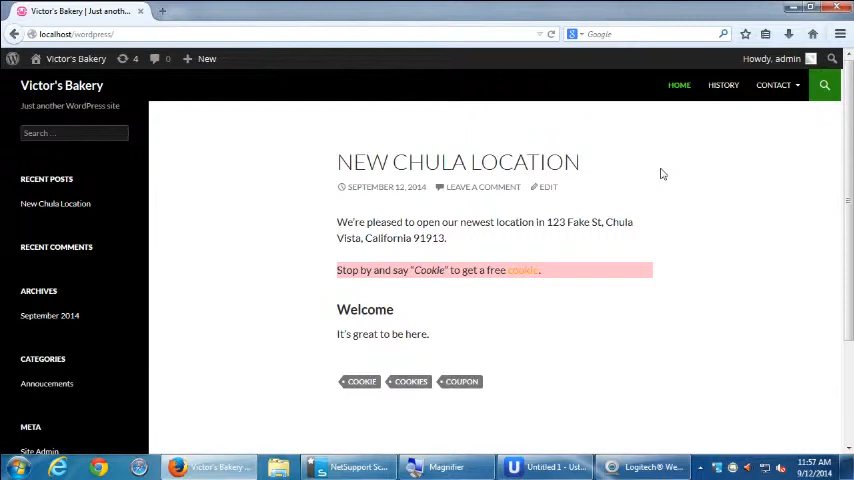 Victor's Bakery | Just anoth...
localhost/wordpress/
Google
Victor's Bakery
4
0
New
Howdy, admin
Victor's Bakery
HOME
HISTORY
CONTACT
Just another WordPress site
Search ...
NEW CHULA LOCATION
SEPTEMBER 12, 2014
LEAVE A COMMENT
EDIT
RECENT POSTS
New Chula Location
We're pleased to open our newest location in 123 Fake St, Chula
Vista, California 91913.
RECENT COMMENTS
Stop by and say "Cookie" to get a free cookie.
ARCHIVES
September 2014
Welcome
It's great to be here.
CATEGORIES
Annoucements
COOKIE
COOKIES
COUPON
META
Site Admin
Victor's Bakery ...
NetSupport Sc...
Magnifier
Untitled 1 - Ust...
Logitech® We...
11:57 AM
9/12/2014